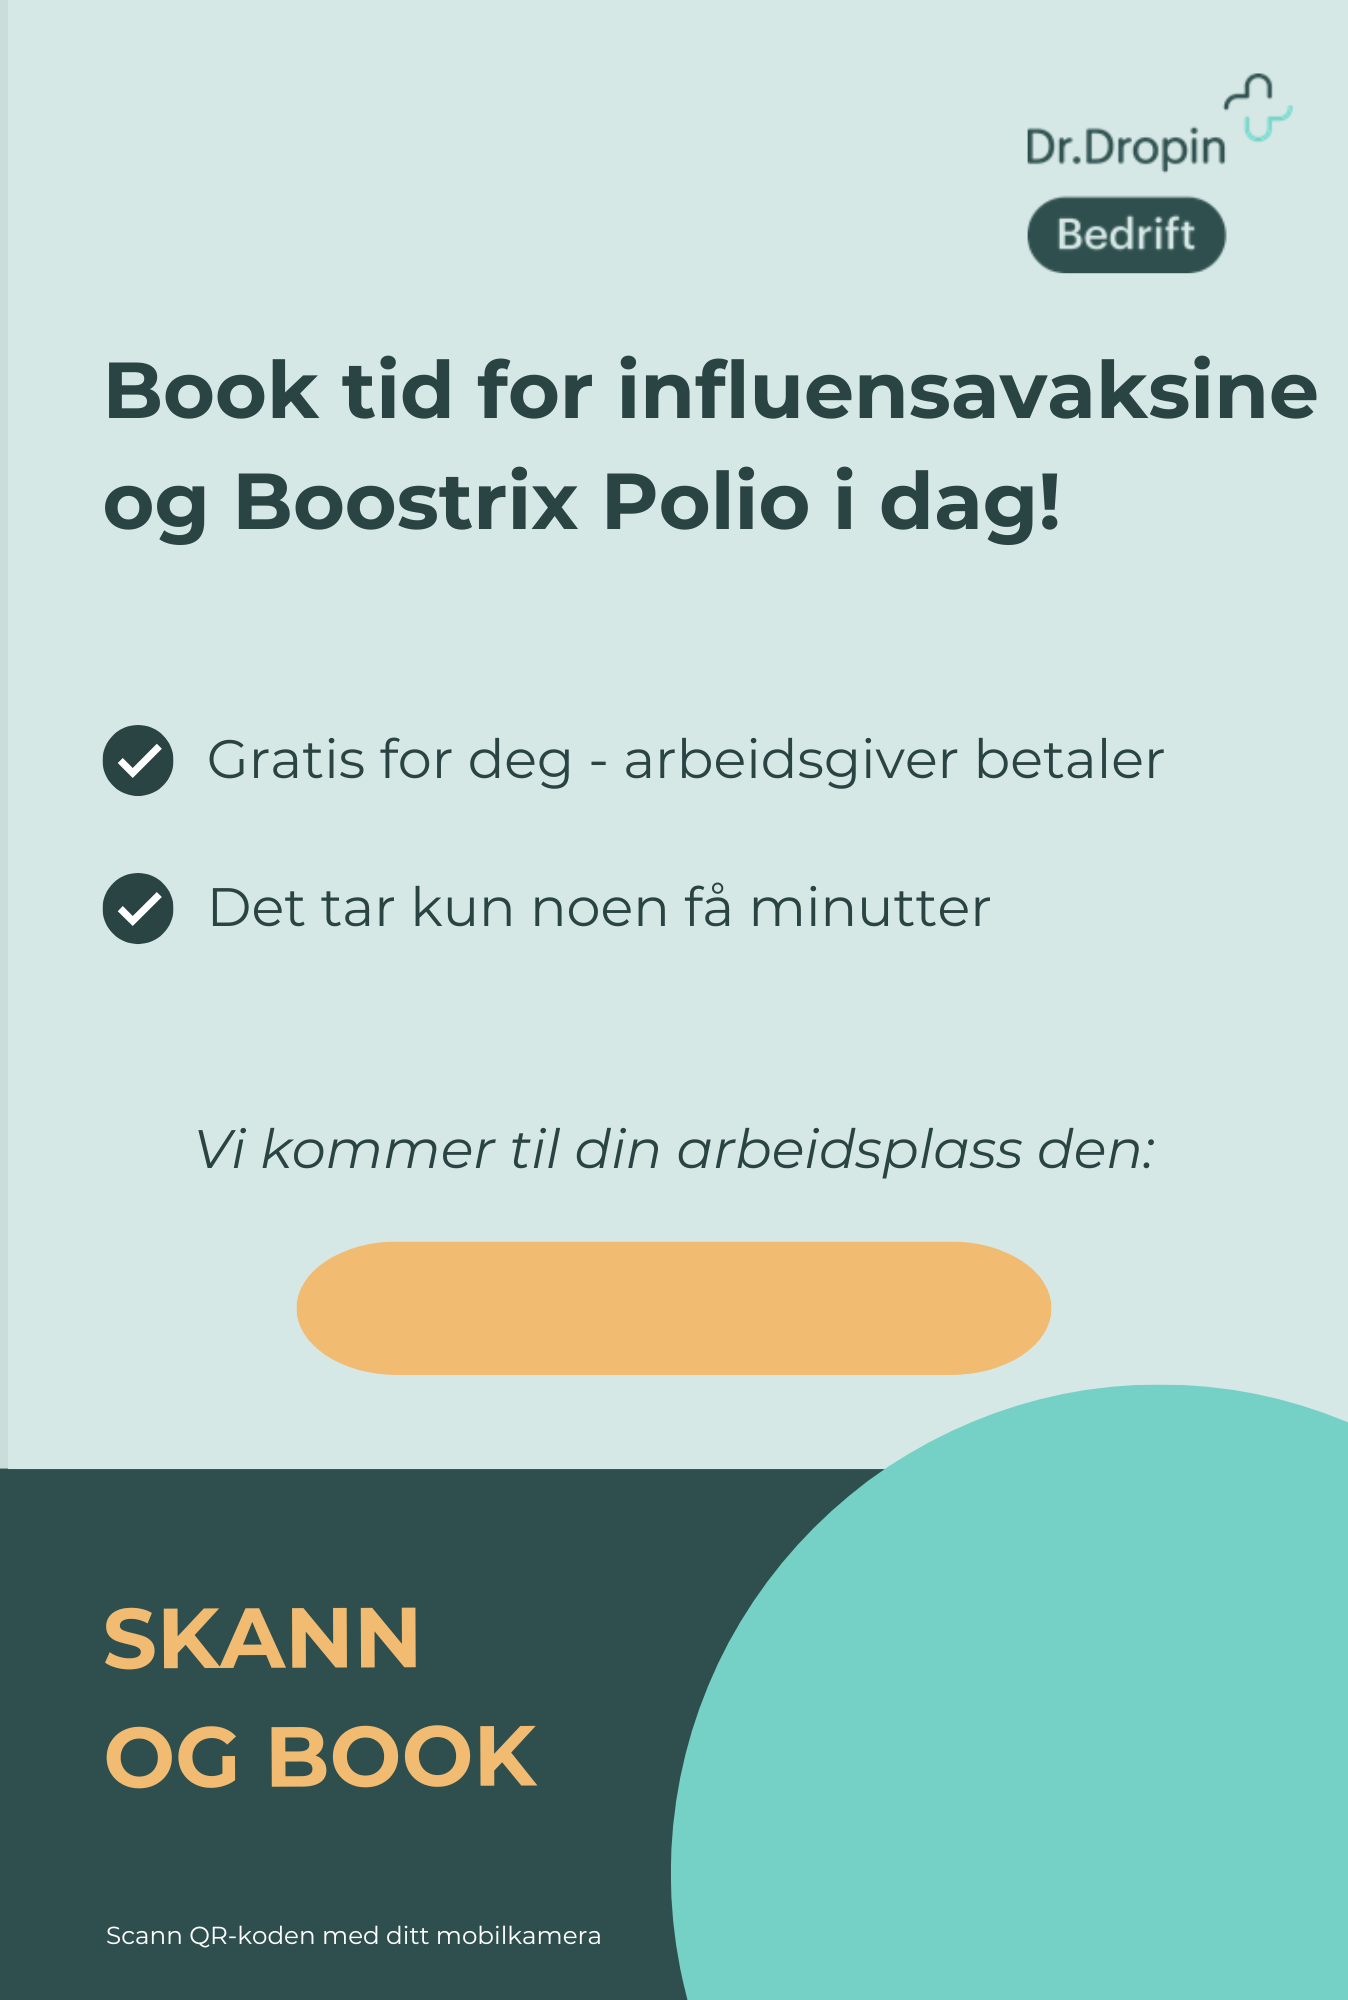 Dr.Dropin
Bedrift
Book tid for influensavaksine
og Boostrix Polio i dag!
Gratis for deg - arbeidsgiver betaler
Det tar kun noen få minutter
Vi kommer til din arbeidsplass den:
SKANN
OG BOOK
Scann QR-koden med ditt mobilkamera